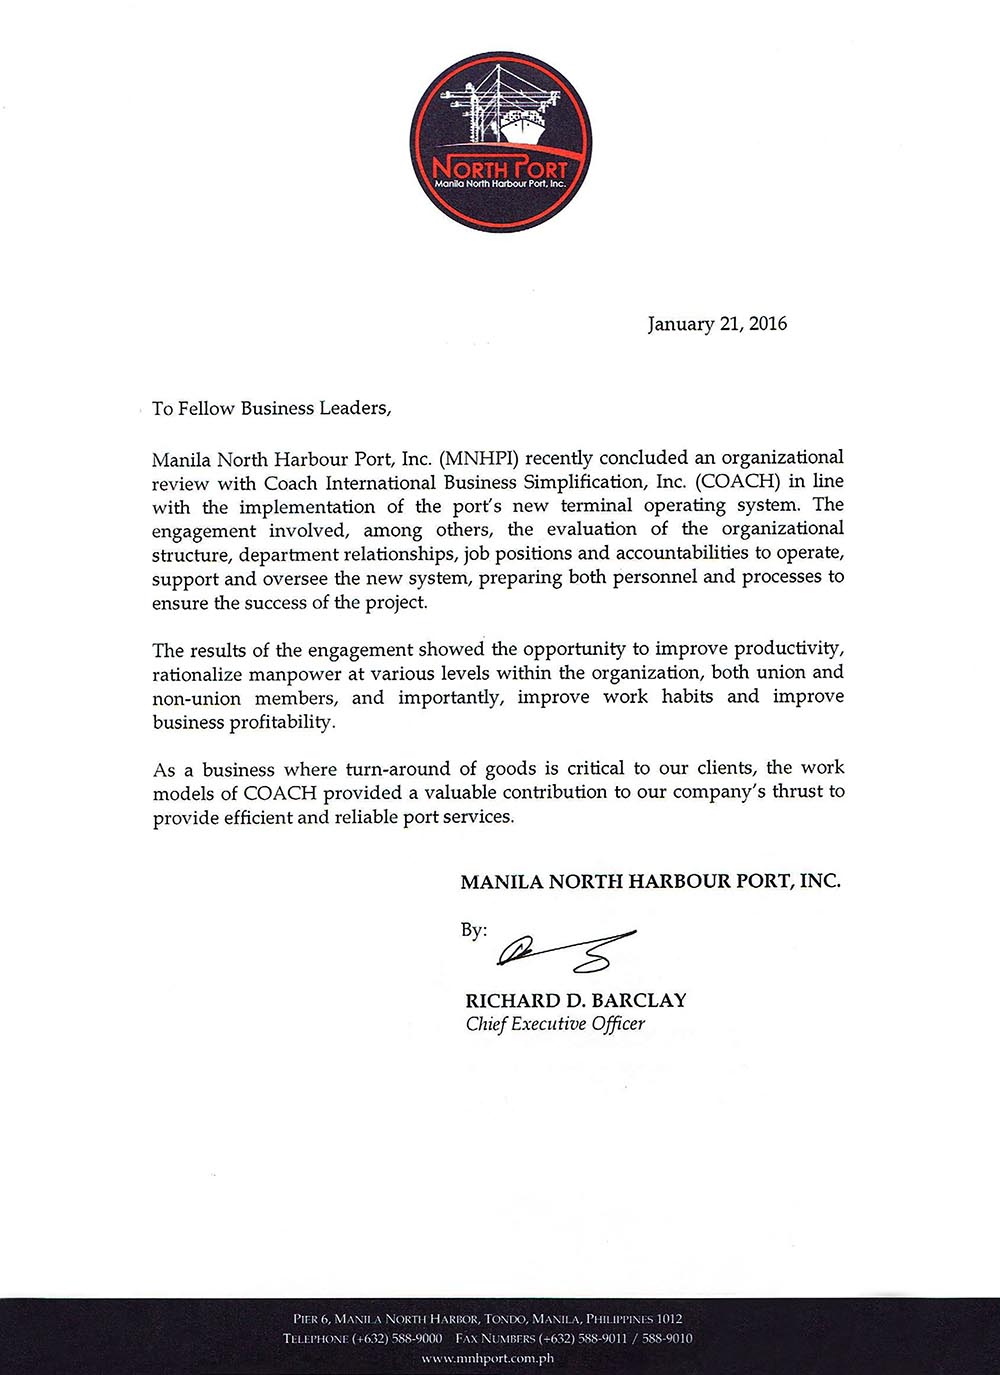 NORTH PORT
Manila North Harbour Port, Inc.
January 21, 2016
To Fellow Business Leaders,
Manila North Harbour Port, Inc. (MNHPI) recently concluded an organizational
review with Coach International Business Simplification, Inc. (COACH) in line
with the implementation of the port's new terminal operating system. The
engagement involved, among others, the evaluation of the organizational
structure, department relationships, job positions and accountabilities to operate,
support and oversee the new system, preparing both personnel and processes to
ensure the success of the project.
The results of the engagement showed the opportunity to improve productivity,
rationalize manpower at various levels within the organization, both union and
non-union members, and importantly, improve work habits and improve
business profitability.
As a business where turn-around of goods is critical to our clients, the work
models of COACH provided a valuable contribution to our company's thrust to
provide efficient and reliable port services.
MANILA NORTH HARBOUR PORT, INC.
By:
RICHARD D. BARCLAY
Chief Executive Officer
PIER 6, MANILA NORTH HARBOR, TONDO, MANILA, PHILIPPINES 1012
TELEPHONE (+632) 588-9000 FAX NUMBERS (+632) 588-9011 / 588-9010
www.mnhport.com.ph